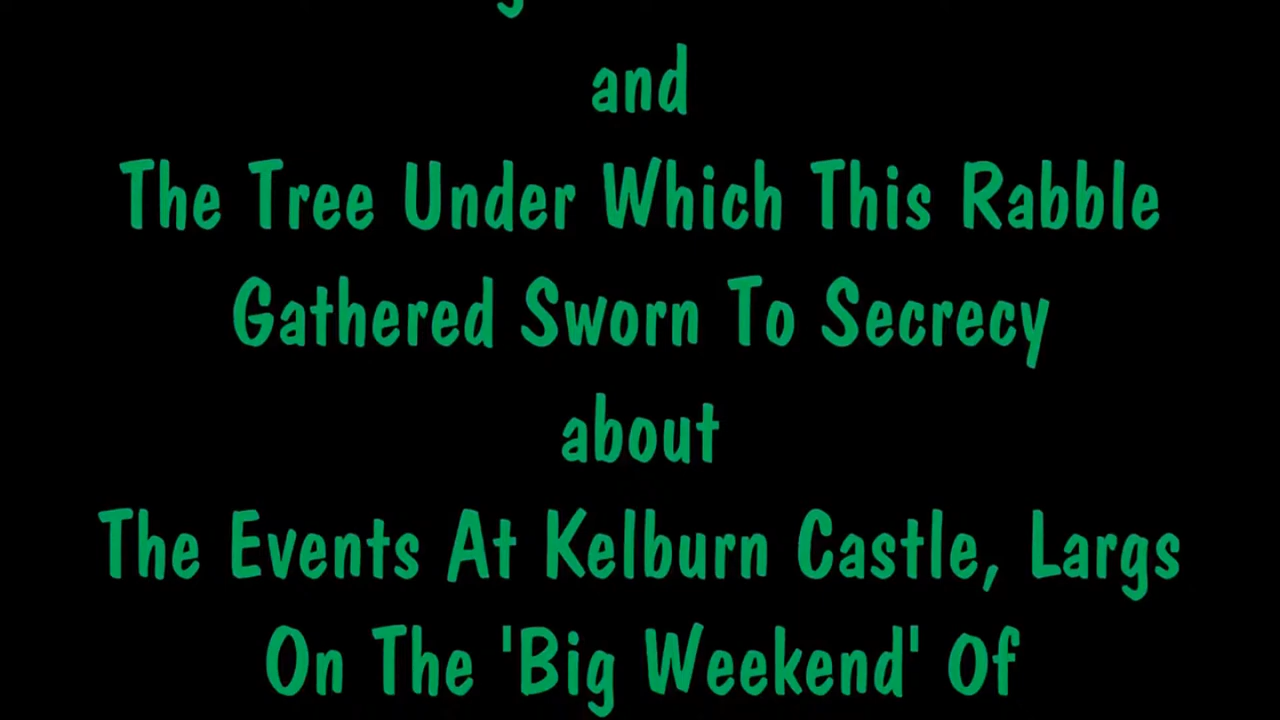 and
The Tree Under Which This Rabble
Gathered Sworn To Secrecy
about
The Events At Kelburn Castle, Largs
On The 'Big Weekend' Of